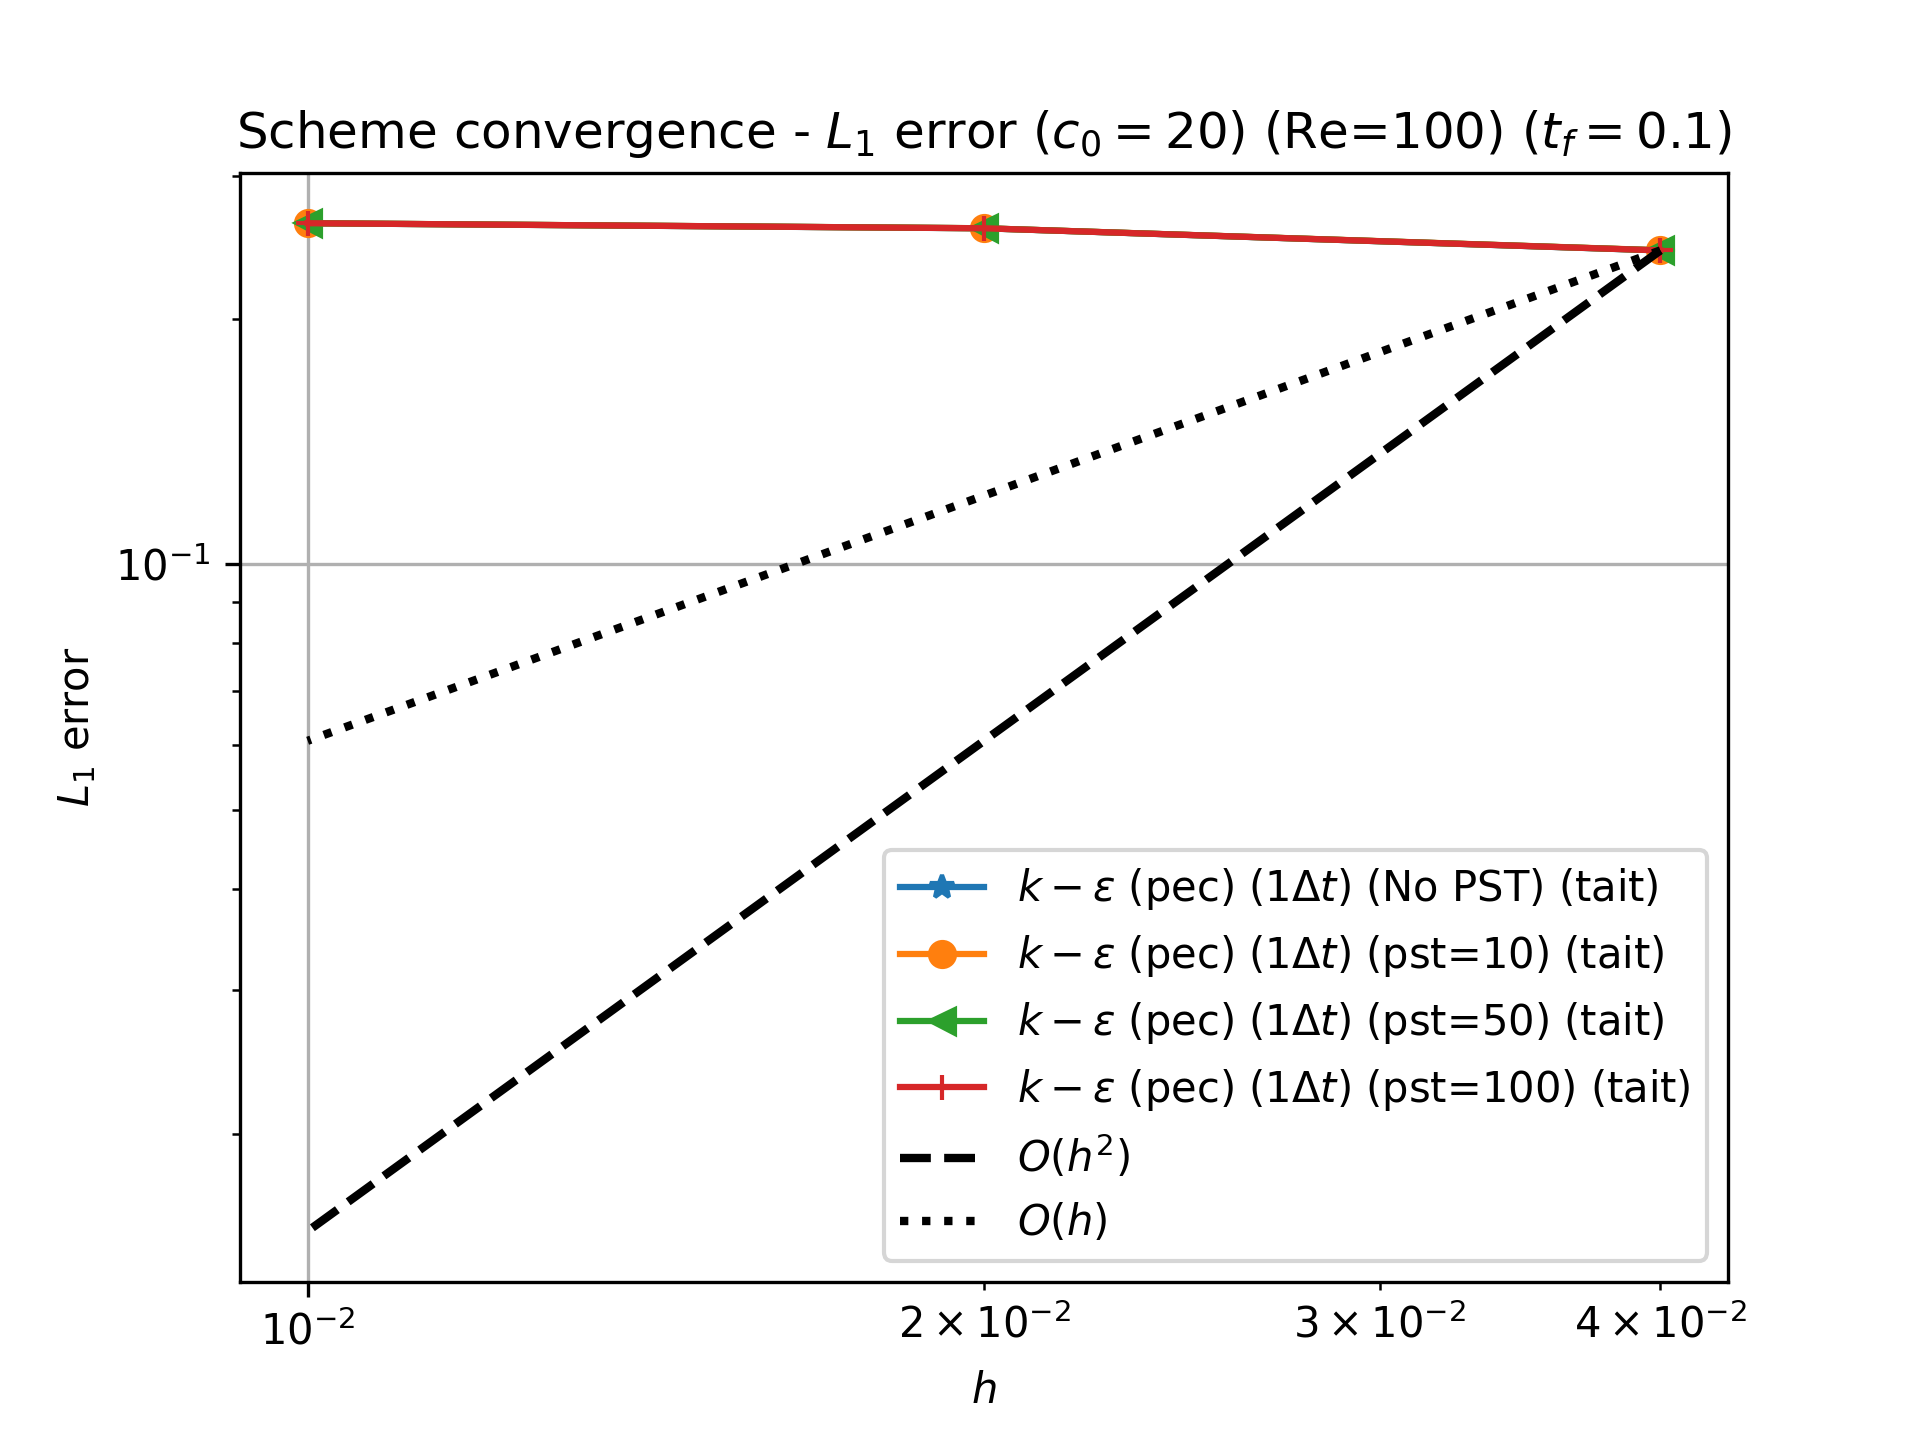 Scheme convergence - $L_1$ error ($c_0 = 20$) (Re=100) ($t_f = 0.1$)
$10^{-1}$
$L_1$ error
$k - \varepsilon$ (pec) ($1\Delta t$) (No PST) (tait)
$k - \varepsilon$ (pec) ($1\Delta t$) (pst=10) (tait)
$k - \varepsilon$ (pec) ($1\Delta t$) (pst=50) (tait)
$k - \varepsilon$ (pec) ($1\Delta t$) (pst=100) (tait)
$O(h^2)$
$O(h)$
$10^{-2}$
$2 \times 10^{-2}$
$3 \times 10^{-2}$
$4 \times 10^{-2}$
$h$